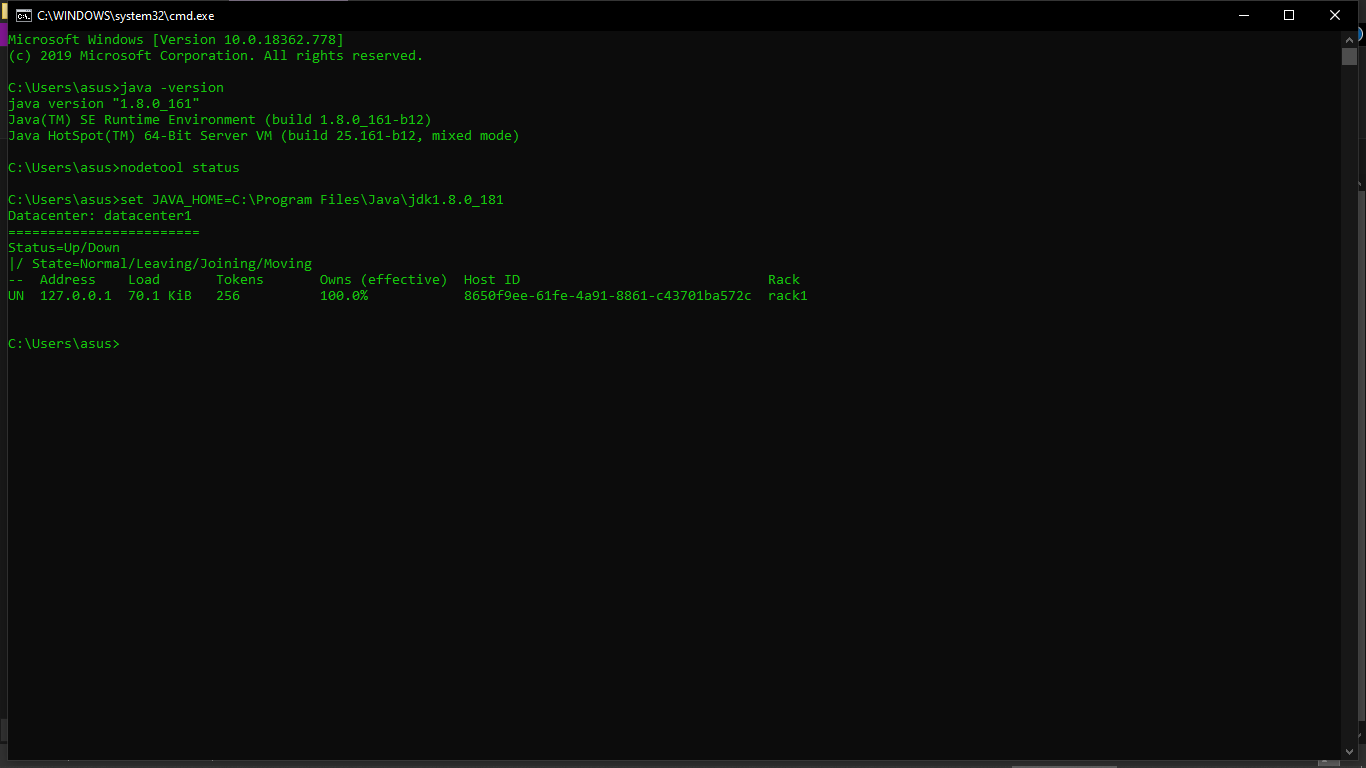 C:\WINDOWS\system32\cmd.exe
Microsoft Windows [Version 10.0.18362.778]
(c) 2019 Microsoft Corporation. All rights reserved.
C:\Users\asus>java -version
java version "1.8.0_161"
Java(TM) SE Runtime Environment (build 1.8.0_161-b12)
Java HotSpot(TM) 64-Bit Server VM (build 25.161-b12, mixed mode)
C:\Users\asus>nodetool status
C:\Users\asus>set JAVA_HOME=C:\Program Files\Java\jdk1.8.0_181
Datacenter: datacenter1
========================
Status=Up/Down
|/ State=Normal/Leaving/Joining/Moving
--  Address    Load       Tokens       Owns (effective)  Host ID                               Rack
UN  127.0.0.1  70.1 KiB   256          100.0%            8650f9ee-61fe-4a91-8861-c43701ba572c  rack1
C:\Users\asus>